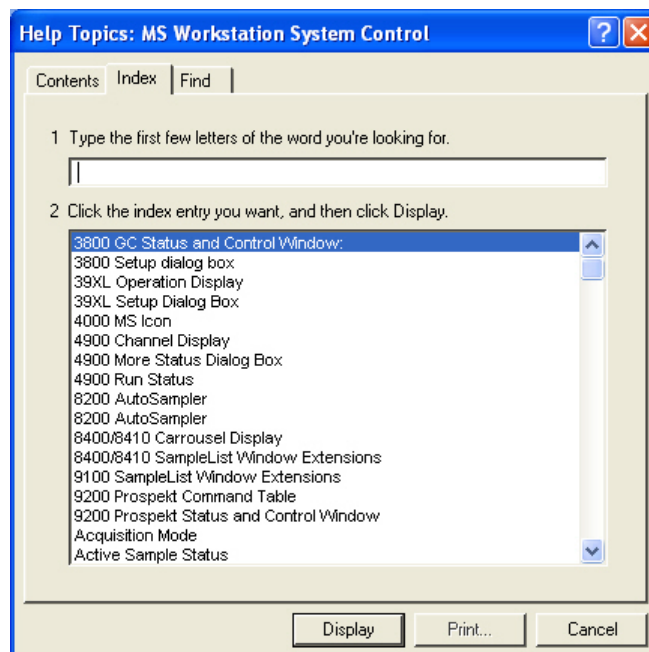 Help Topics: MS Workstation System Control
Contents Index Find
1 Type the first few letters of the word you're looking for.
2 Click the index entry you want, and then click Display.
3800 GC Status and Control Window:
3800 Setup dialog box
39XL Operation Display
39XL Setup Dialog Box
4000 MS Icon
4900 Channel Display
4900 More Status Dialog Box
4900 Run Status
8200 AutoSampler
8200 AutoSampler
8400/8410 Carrousel Display
8400/8410 SampleList Window Extensions
9100 SampleList Window Extensions
9200 Prospekt Command Table
9200 Prospekt Status and Control Window
Acquisition Mode
Active Sample Status
Display Print... Cancel